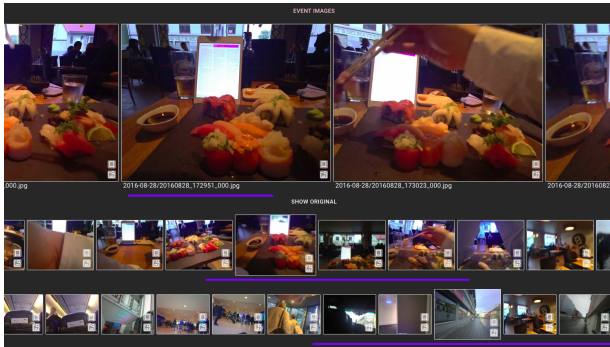 EVENT IMAGES
000.jpg
2016-08-28/20160828_172951_000.jpg
2016-08-28/20160828_173023_000.jpg
2016-08-28/2016082
SHOW ORIGINAL